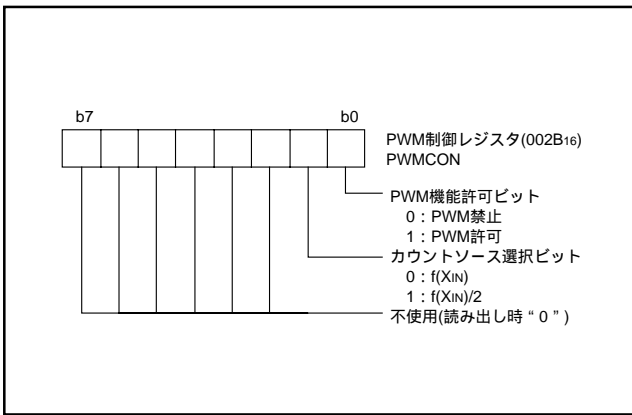 b7 b0
PWM制御レジスタ(002B16)
PWMCON
PWM機能許可ビット
0：PWM禁止
1：PWM許可
カウントソース選択ビット
0：f(XIN)
1：f(XIN)/2
不使用(読み出し時 “ 0 ” )